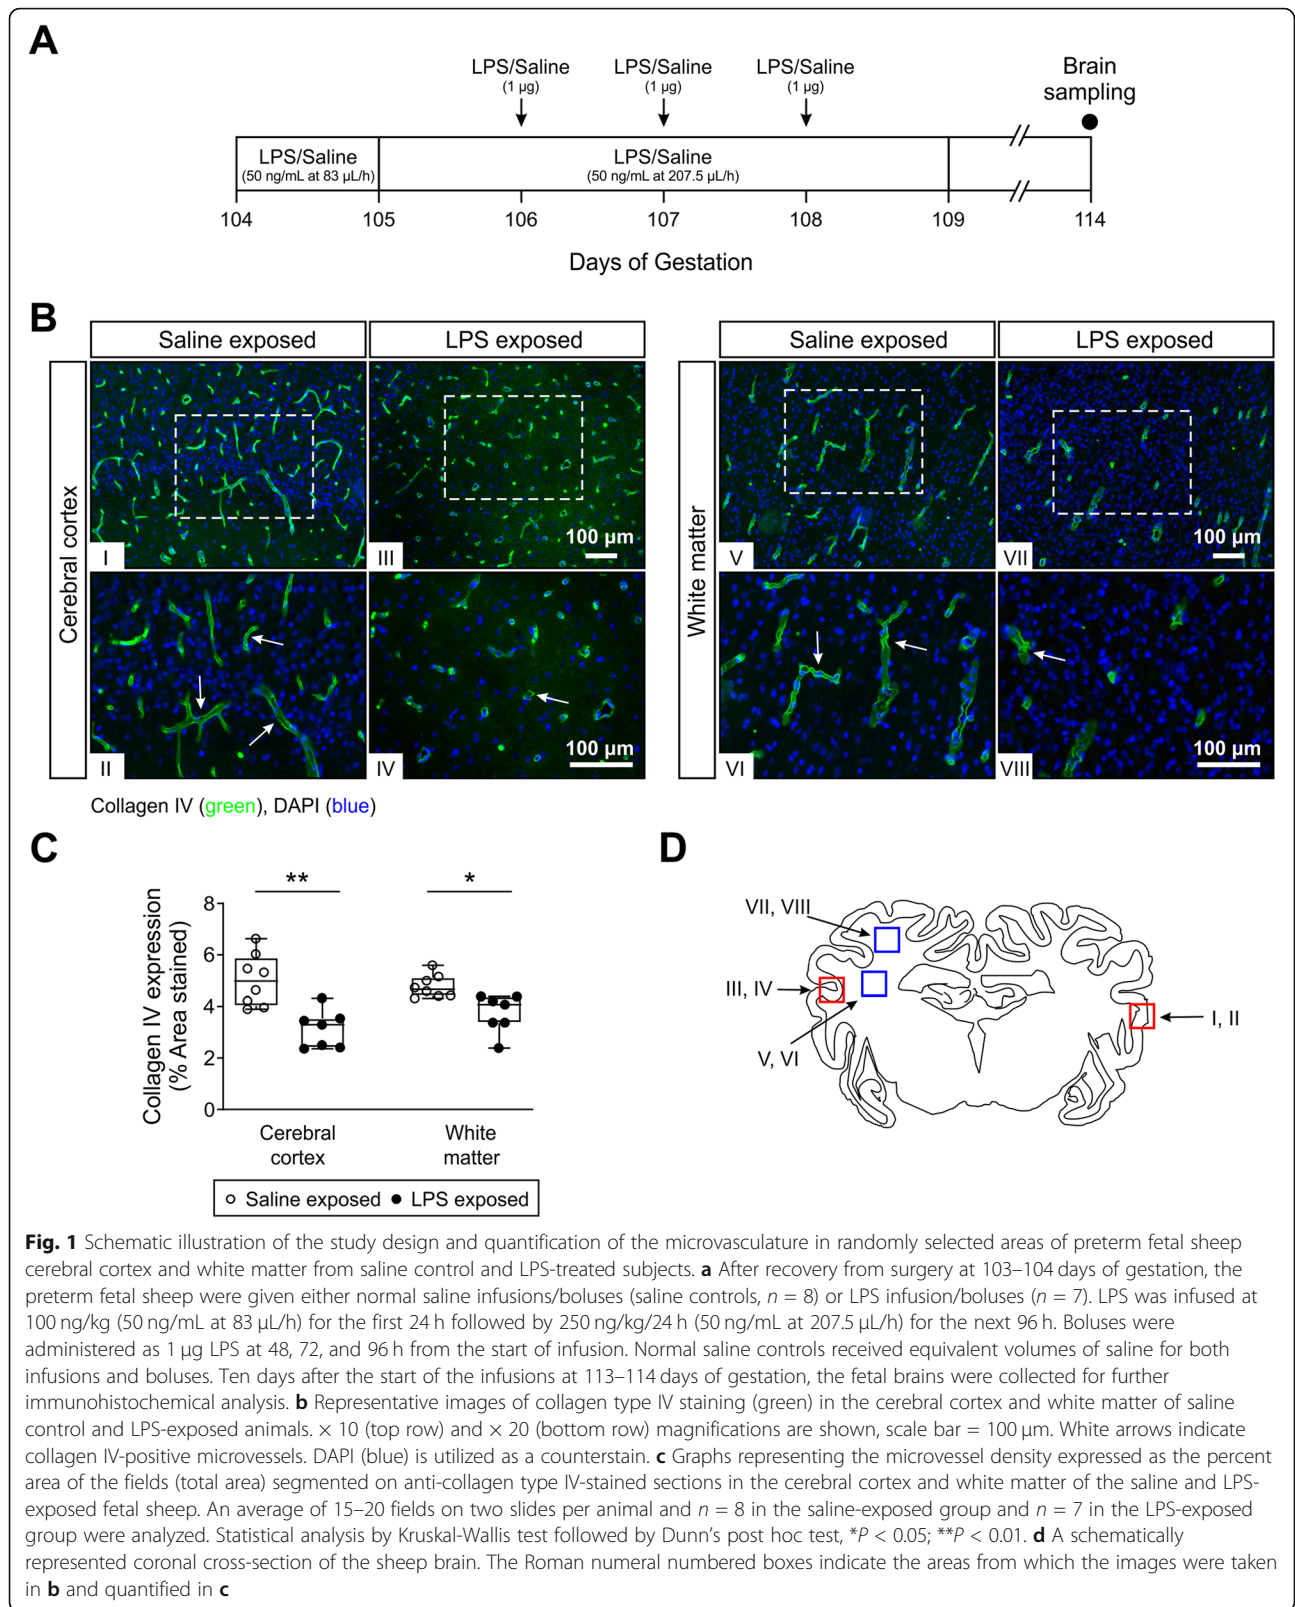 A
LPS/Saline LPS/Saline LPS/Saline Brain
(1 µg) (1 µg) (1 µg) sampling
LPS/Saline LPS/Saline
(50 ng/mL at 83 µL/h) (50 ng/mL at 207.5 µL/h)
104 105 106 107 108 109 114
Days of Gestation
B
Saline exposed LPS exposed Saline exposed LPS exposed
Cerebral cortex
White matter
100 µm 100 µm
I III V VII
100 µm 100 µm
II IV VI VIII
Collagen IV (green), DAPI (blue)
C
Collagen IV expression
(% Area stained)
** *
8
6
4
2
0
Cerebral White
cortex matter
Saline exposed LPS exposed
D
VII, VIII
III, IV
I, II
V, VI
Fig. 1 Schematic illustration of the study design and quantification of the microvasculature in randomly selected areas of preterm fetal sheep
cerebral cortex and white matter from saline control and LPS-treated subjects. a After recovery from surgery at 103–104 days of gestation, the
preterm fetal sheep were given either normal saline infusions/boluses (saline controls, n = 8) or LPS infusion/boluses (n = 7). LPS was infused at
100 ng/kg (50 ng/mL at 83 µL/h) for the first 24 h followed by 250 ng/kg/24 h (50 ng/mL at 207.5 µL/h) for the next 96 h. Boluses were
administered as 1 µg LPS at 48, 72, and 96 h from the start of infusion. Normal saline controls received equivalent volumes of saline for both
infusions and boluses. Ten days after the start of the infusions at 113–114 days of gestation, the fetal brains were collected for further
immunohistochemical analysis. b Representative images of collagen type IV staining (green) in the cerebral cortex and white matter of saline
control and LPS-exposed animals. × 10 (top row) and × 20 (bottom row) magnifications are shown, scale bar = 100 µm. White arrows indicate
collagen IV-positive microvessels. DAPI (blue) is utilized as a counterstain. c Graphs representing the microvessel density expressed as the percent
area of the fields (total area) segmented on anti-collagen type IV-stained sections in the cerebral cortex and white matter of the saline and LPS-
exposed fetal sheep. An average of 15–20 fields on two slides per animal and n = 8 in the saline-exposed group and n = 7 in the LPS-exposed
group were analyzed. Statistical analysis by Kruskal-Wallis test followed by Dunn's post hoc test, *P < 0.05; **P < 0.01. d A schematically
represented coronal cross-section of the sheep brain. The Roman numeral numbered boxes indicate the areas from which the images were taken
in b and quantified in c